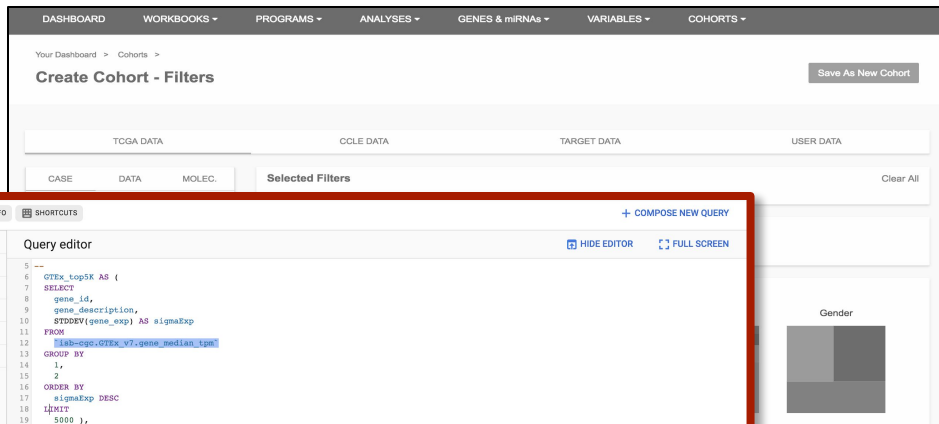 DASHBOARD WORKBOOKS PROGRAMS ANALYSES GENES & miRNAs VARIABLES COHORTS
Your Dashboard > Cohorts >
Create Cohort - Filters
Save As New Cohort
TCGA DATA CCLE DATA TARGET DATA USER DATA
CASE DATA MOLEC. Selected Filters Clear All
SHORTCUTS + COMPOSE NEW QUERY
Query editor HIDE EDITOR FULL SCREEN
5 --
6 GTEx_top5K AS (
7 SELECT
8 gene_id,
9 gene_description,
10 STDDEV(gene_exp) AS sigmaExp
11 FROM
12 `isb-cgc.GTEx_v7.gene_median_tpm`
13 GROUP BY
14 1,
15 2
16 ORDER BY
17 sigmaExp DESC
18 LIMIT
19 5000 ),
Gender